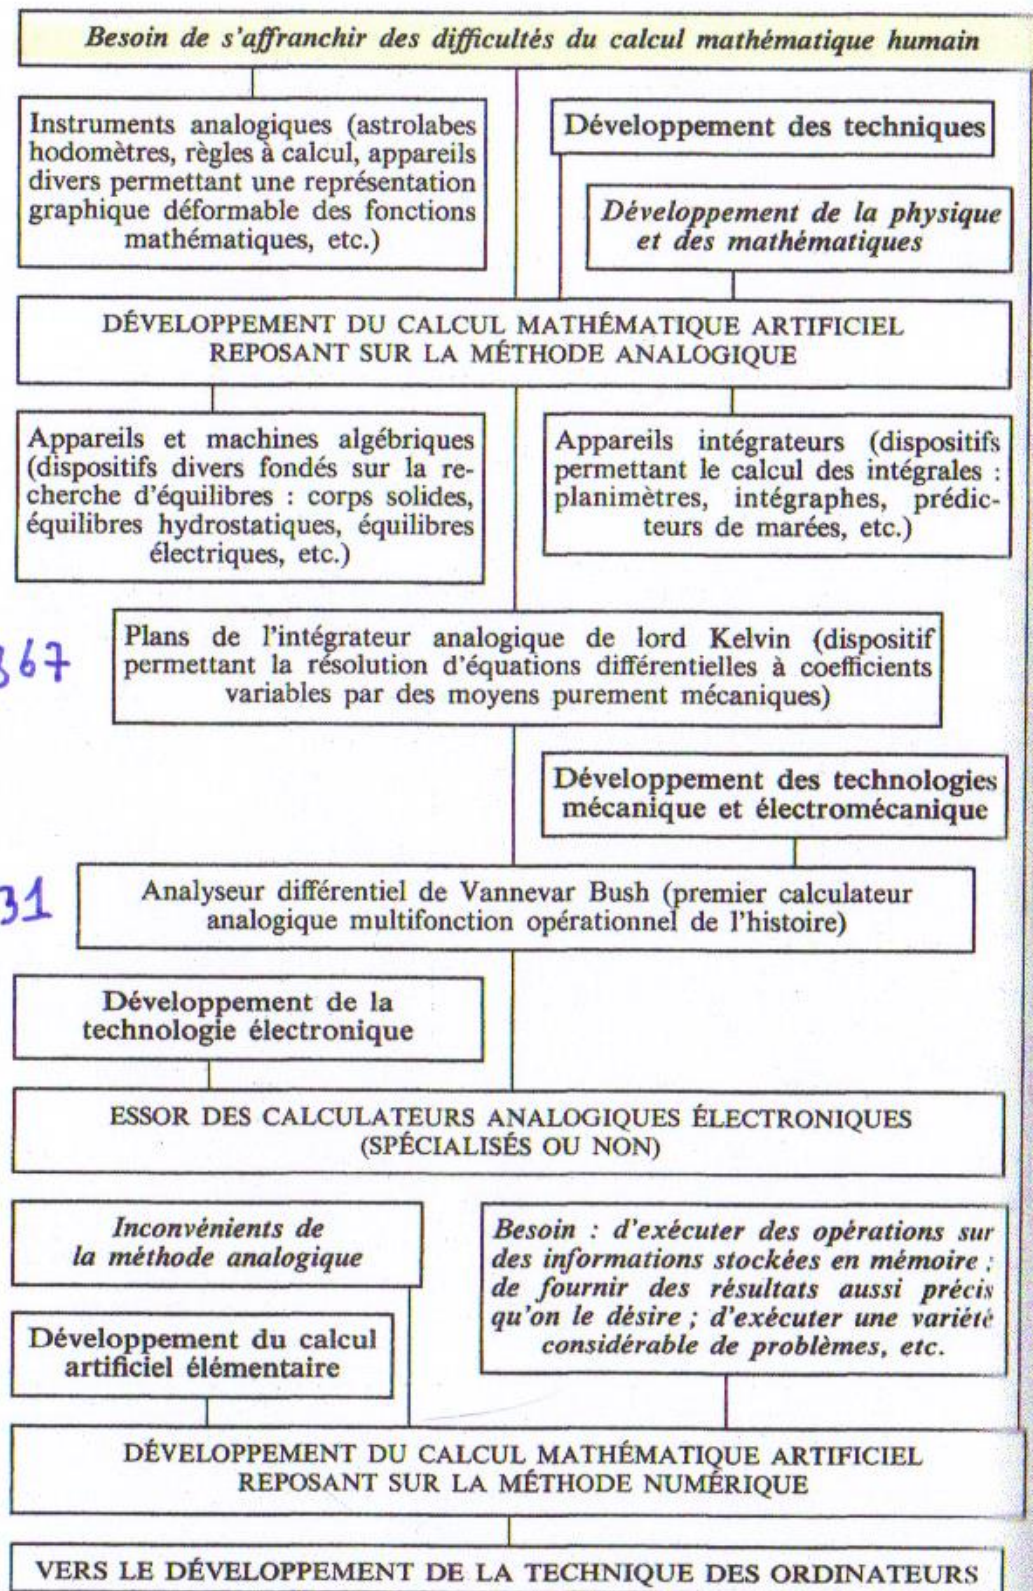 Besoin de s'affranchir des difficultés du calcul mathématique humain
Instruments analogiques (astrolabes
hodomètres, règles à calcul, appareils
divers permettant une représentation
graphique déformable des fonctions
mathématiques, etc.)
Développement des techniques
Développement de la physique
et des mathématiques
DÉVELOPPEMENT DU CALCUL MATHÉMATIQUE ARTIFICIEL
REPOSANT SUR LA MÉTHODE ANALOGIQUE
Appareils et machines algébriques
(dispositifs divers fondés sur la re-
cherche d'équilibres : corps solides,
équilibres hydrostatiques, équilibres
électriques, etc.)
Appareils intégrateurs (dispositifs
permettant le calcul des intégrales :
planimètres, intégraphes, prédic-
teurs de marées, etc.)
867
Plans de l'intégrateur analogique de lord Kelvin (dispositif
permettant la résolution d'équations différentielles à coefficients
variables par des moyens purement mécaniques)
Développement des technologies
mécanique et électromécanique
31
Analyseur différentiel de Vannevar Bush (premier calculateur
analogique multifonction opérationnel de l'histoire)
Développement de la
technologie électronique
ESSOR DES CALCULATEURS ANALOGIQUES ÉLECTRONIQUES
(SPÉCIALISÉS OU NON)
Inconvénients de
la méthode analogique
Besoin : d'exécuter des opérations sur
des informations stockées en mémoire ;
de fournir des résultats aussi précis
qu'on le désire ; d'exécuter une variété
considérable de problèmes, etc.
Développement du calcul
artificiel élémentaire
DÉVELOPPEMENT DU CALCUL MATHÉMATIQUE ARTIFICIEL
REPOSANT SUR LA MÉTHODE NUMÉRIQUE
VERS LE DÉVELOPPEMENT DE LA TECHNIQUE DES ORDINATEURS